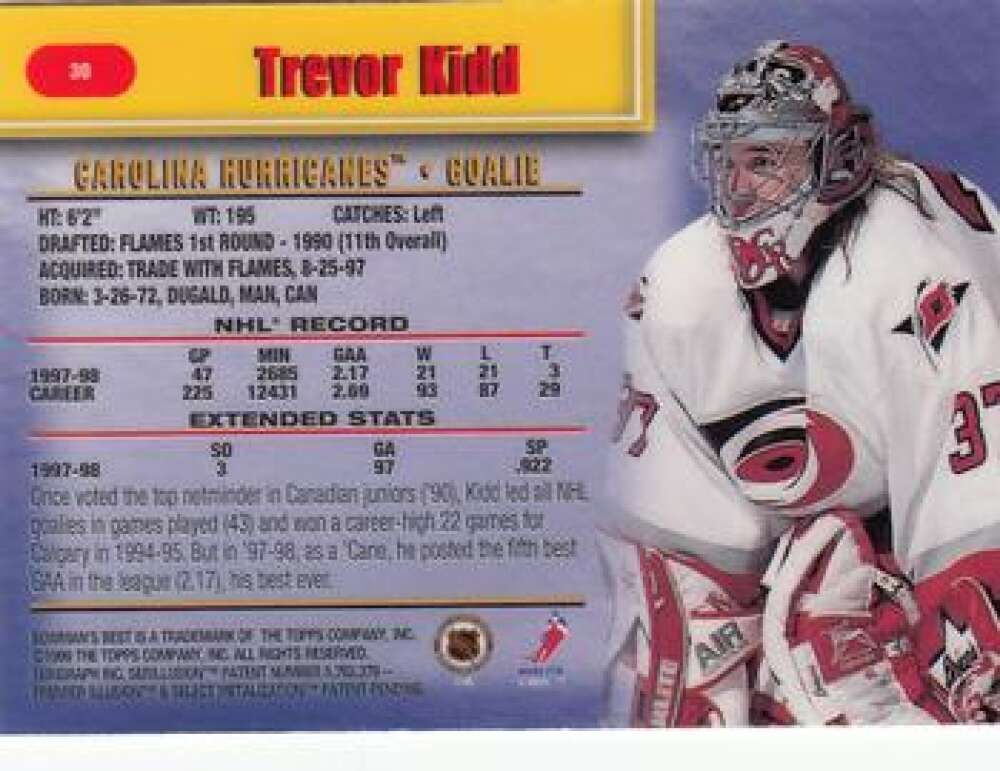 30
Trevor Kidd
CAROLINA HURRICANES™ • GOALIE
HT: 6'2" WT: 195 CATCHES: Left
DRAFTED: FLAMES 1st ROUND - 1990 (11th Overall)
ACQUIRED: TRADE WITH FLAMES, 8-25-97
BORN: 3-26-72, DUGALD, MAN, CAN
NHL® RECORD
GP MIN GAA W L T
1997-98 47 2685 2.17 21 21 3
CAREER 225 12431 2.69 93 87 29
EXTENDED STATS
SO GA SP
1997-98 3 97 .922
Once voted the top netminder in Canadian juniors ('90), Kidd led all NHL
goalies in games played (43) and won a career-high 22 games for
Calgary in 1994-95. But in '97-98, as a 'Cane, he posted the fifth best
GAA in the league (2.17), his best ever.
BOWMAN'S BEST IS A TRADEMARK OF THE TOPPS COMPANY, INC.
THE TOPPS COMPANY, INC. ALL RIGHTS RESERVED.
PATENT NUMBER
PREMIER ILLUSION™ & SELECT METALIZATION™ PATENT PENDING.
37
37
AIR